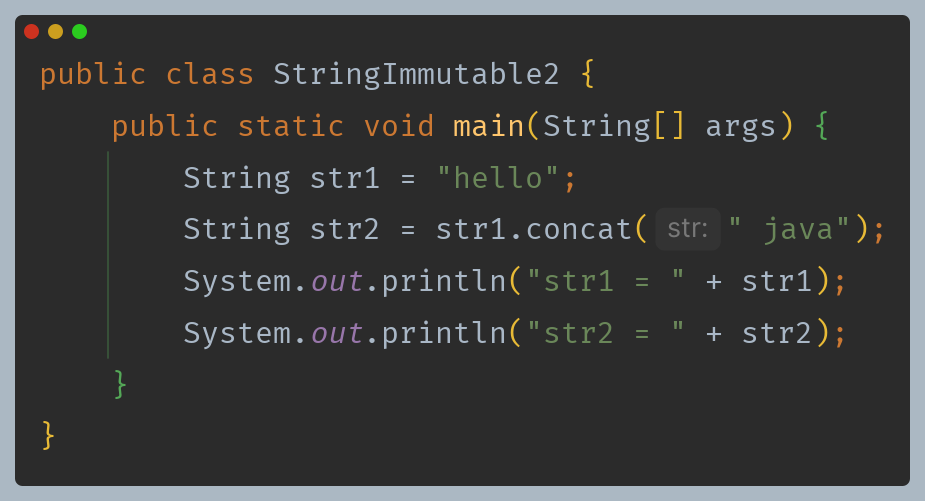 public class StringImmutable2 {
    public static void main(String[] args) {
        String str1 = "hello";
        String str2 = str1.concat( str: " java");
        System.out.println("str1 = " + str1);
        System.out.println("str2 = " + str2);
    }
}